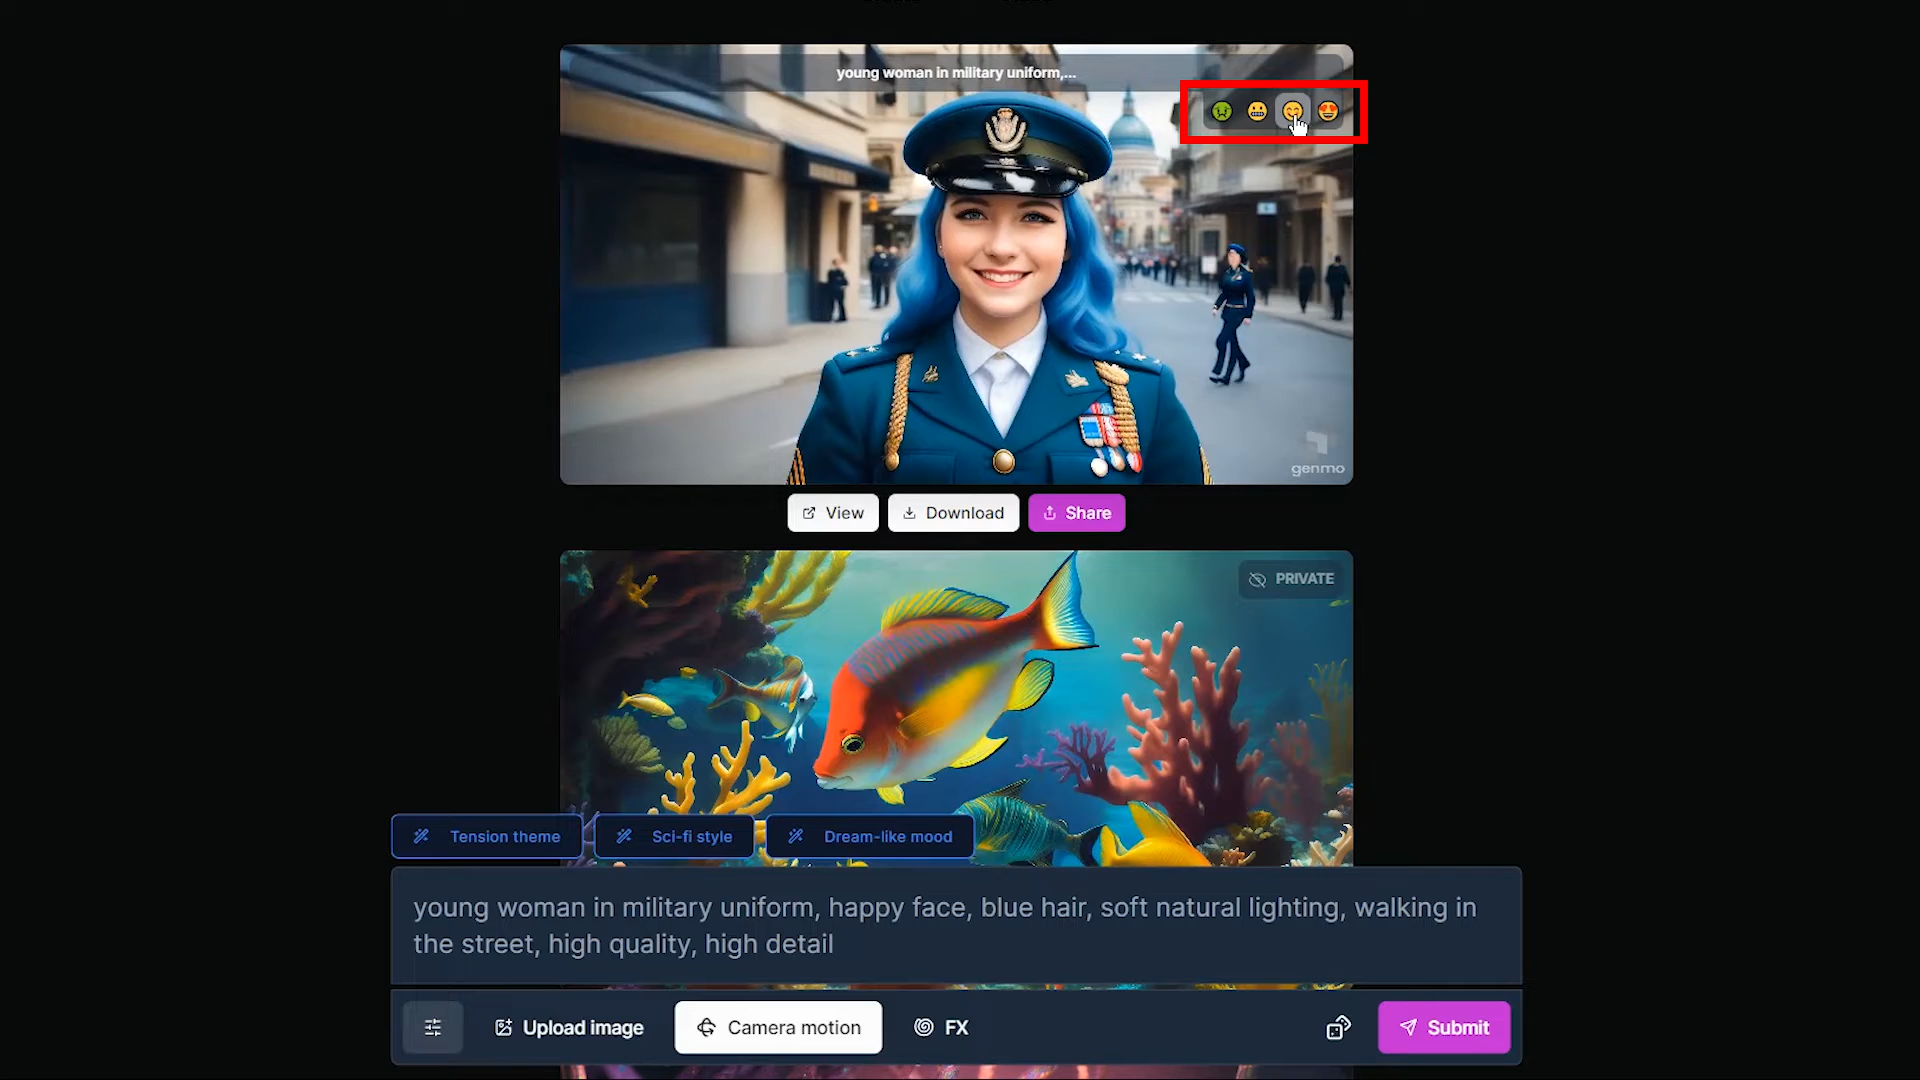 young woman in military uniform,...
genmo
View
Download
Share
PRIVATE
Tension theme
Sci-fi style
Dream-like mood
young woman in military uniform, happy face, blue hair, soft natural lighting, walking in
the street, high quality, high detail
Upload image
Camera motion
FX
Submit